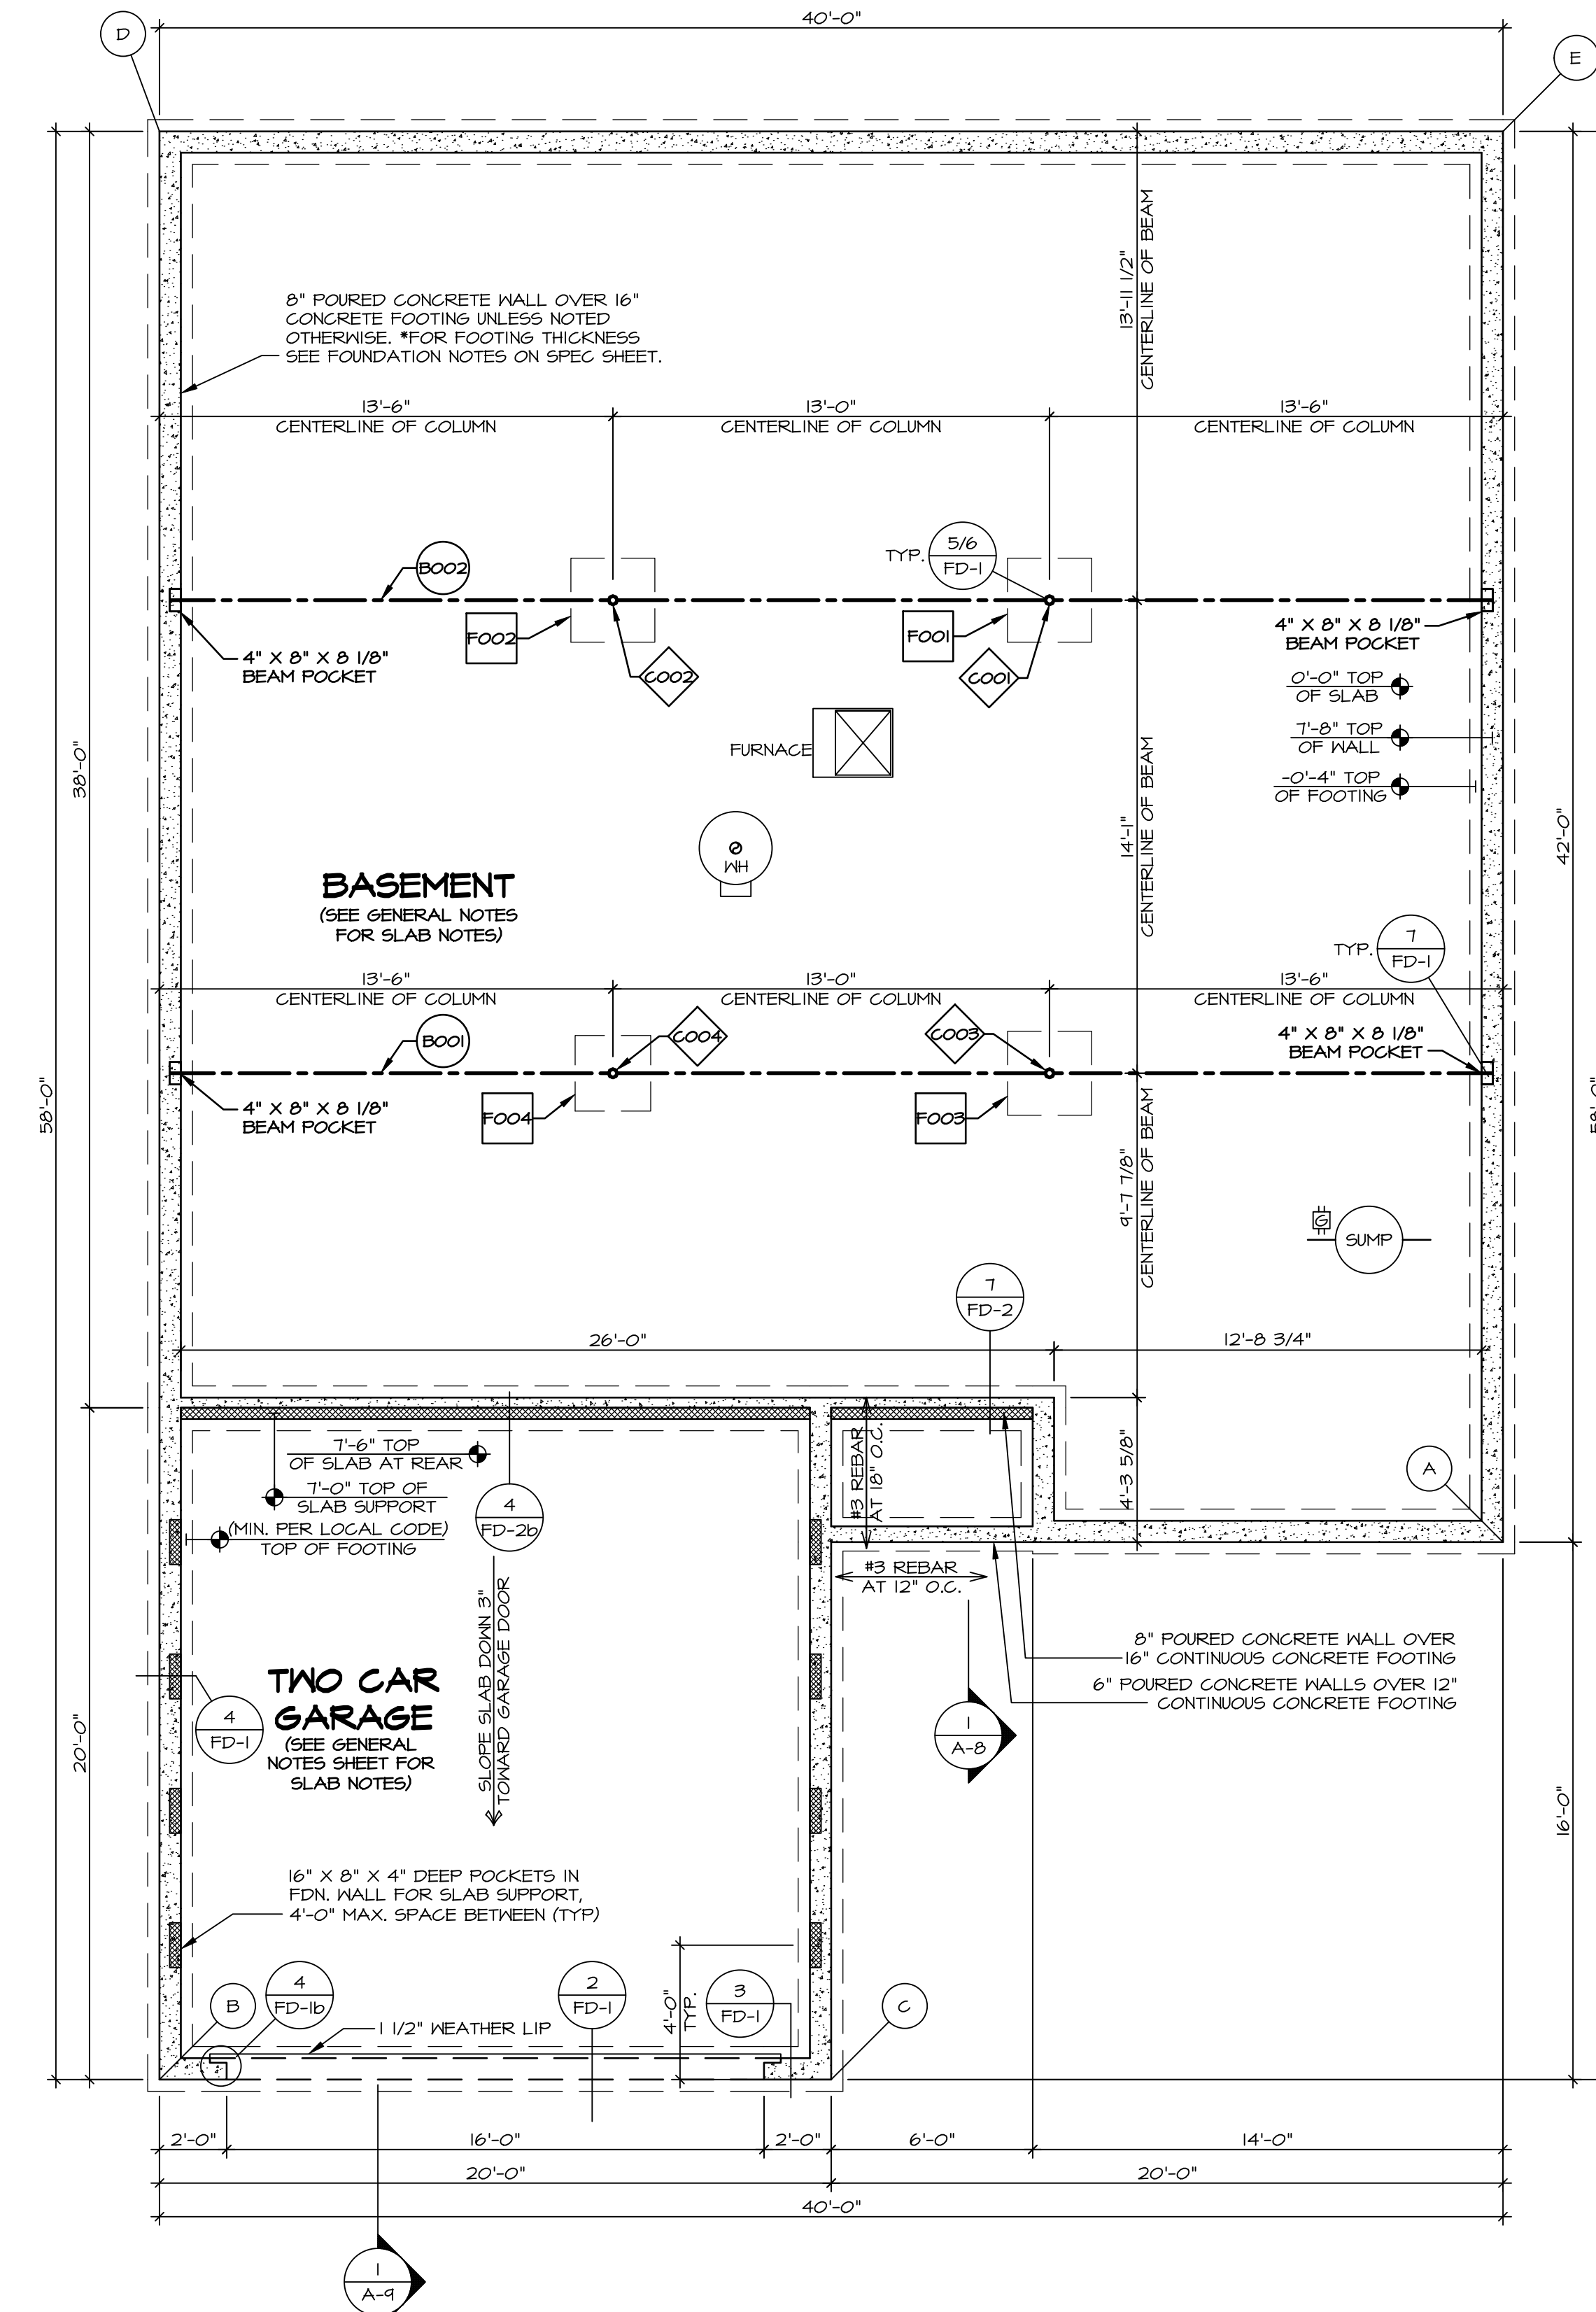 40'-0"
D
E
8" POURED CONCRETE WALL OVER 16"
CONCRETE FOOTING UNLESS NOTED
OTHERWISE. *FOR FOOTING THICKNESS
SEE FOUNDATION NOTES ON SPEC SHEET.
13'-11 1/2"
CENTERLINE OF BEAM
13'-6"
CENTERLINE OF COLUMN
13'-0"
CENTERLINE OF COLUMN
13'-6"
CENTERLINE OF COLUMN
B002
TYP.
5/6
FD-1
F002
F001
C002
C001
4" X 8" X 8 1/8"
BEAM POCKET
4" X 8" X 8 1/8"
BEAM POCKET
0'-0" TOP
OF SLAB
7'-8" TOP
OF WALL
-0'-4" TOP
OF FOOTING
FURNACE
WH
38'-0"
58'-0"
14'-1"
CENTERLINE OF BEAM
42'-0"
58'-0"
BASEMENT
(SEE GENERAL NOTES
FOR SLAB NOTES)
TYP.
7
FD-1
13'-6"
CENTERLINE OF COLUMN
13'-0"
CENTERLINE OF COLUMN
13'-6"
CENTERLINE OF COLUMN
B001
C004
C003
F004
F003
4" X 8" X 8 1/8"
BEAM POCKET
4" X 8" X 8 1/8"
BEAM POCKET
9'-7 7/8"
CENTERLINE OF BEAM
G
SUMP
7
FD-2
26'-0"
12'-8 3/4"
7'-6" TOP
OF SLAB AT REAR
7'-0" TOP OF
SLAB SUPPORT
(MIN. PER LOCAL CODE)
TOP OF FOOTING
4
FD-2b
#3 REBAR
AT 18" O.C.
4'-3 5/8"
A
#3 REBAR
AT 12" O.C.
SLOPE SLAB DOWN 3"
TOWARD GARAGE DOOR
8" POURED CONCRETE WALL OVER
16" CONTINUOUS CONCRETE FOOTING
6" POURED CONCRETE WALLS OVER 12"
CONTINUOUS CONCRETE FOOTING
TWO CAR
GARAGE
(SEE GENERAL
NOTES SHEET FOR
SLAB NOTES)
4
FD-1
1
A-8
20'-0"
16'-0"
16" X 8" X 4" DEEP POCKETS IN
FDN. WALL FOR SLAB SUPPORT,
4'-0" MAX. SPACE BETWEEN (TYP)
B
4
FD-1b
2
FD-1
4'-0"
TYP.
3
FD-1
C
1 1/2" WEATHER LIP
2'-0"
16'-0"
2'-0"
6'-0"
14'-0"
20'-0"
20'-0"
40'-0"
1
A-9